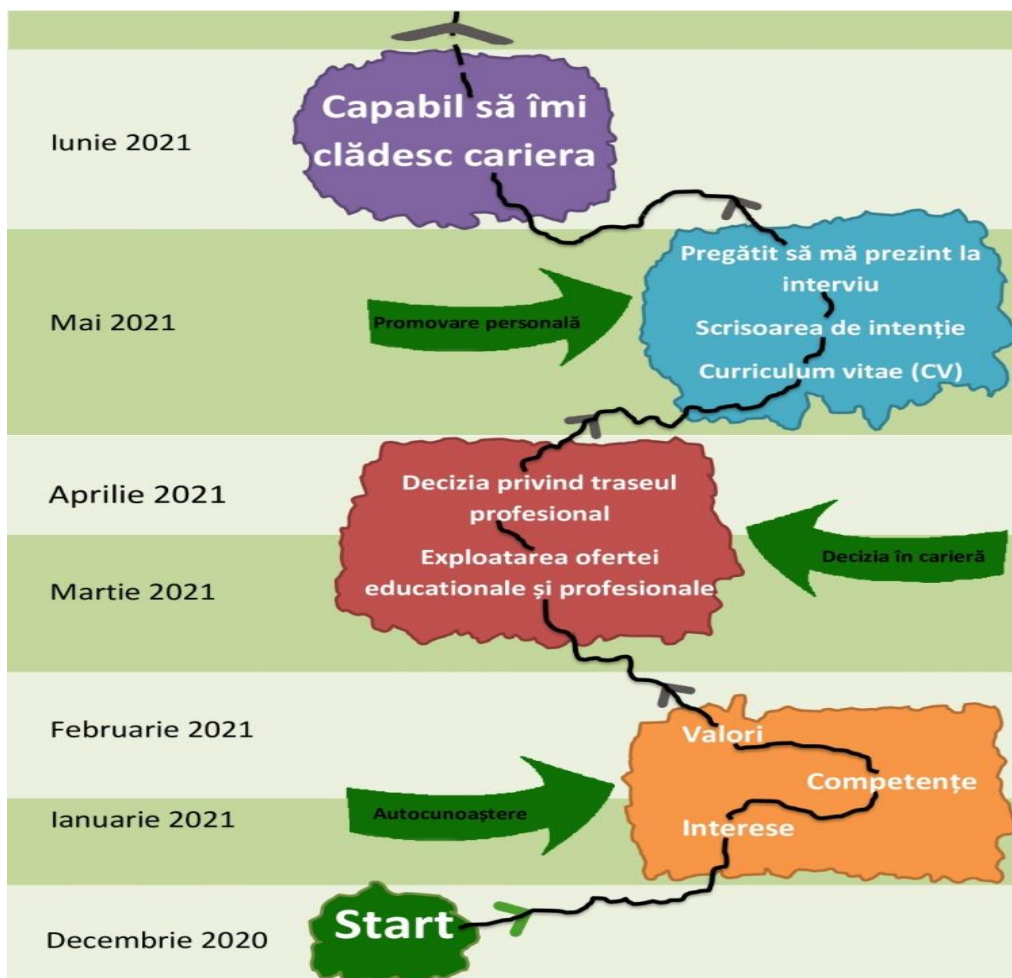 Iunie 2021
Capabil să îmi
clădesc cariera
Mai 2021
Promovare personală
Pregătit să mă prezint la
interviu
Scrisoarea de intenție
Curriculum vitae (CV)
Aprilie 2021
Decizia privind traseul
profesional
Martie 2021
Exploatarea ofertei
educationale și profesionale
Decizia în carieră
Februarie 2021
Valori
Competențe
Ianuarie 2021
Autocunoaștere
Interese
Decembrie 2020
Start